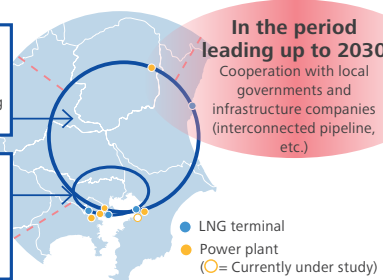 g
In the period
leading up to 2030
Cooperation with local
governments and
infrastructure companies
(interconnected pipeline,
etc.)
LNG terminal
Power plant
(○= Currently under study)